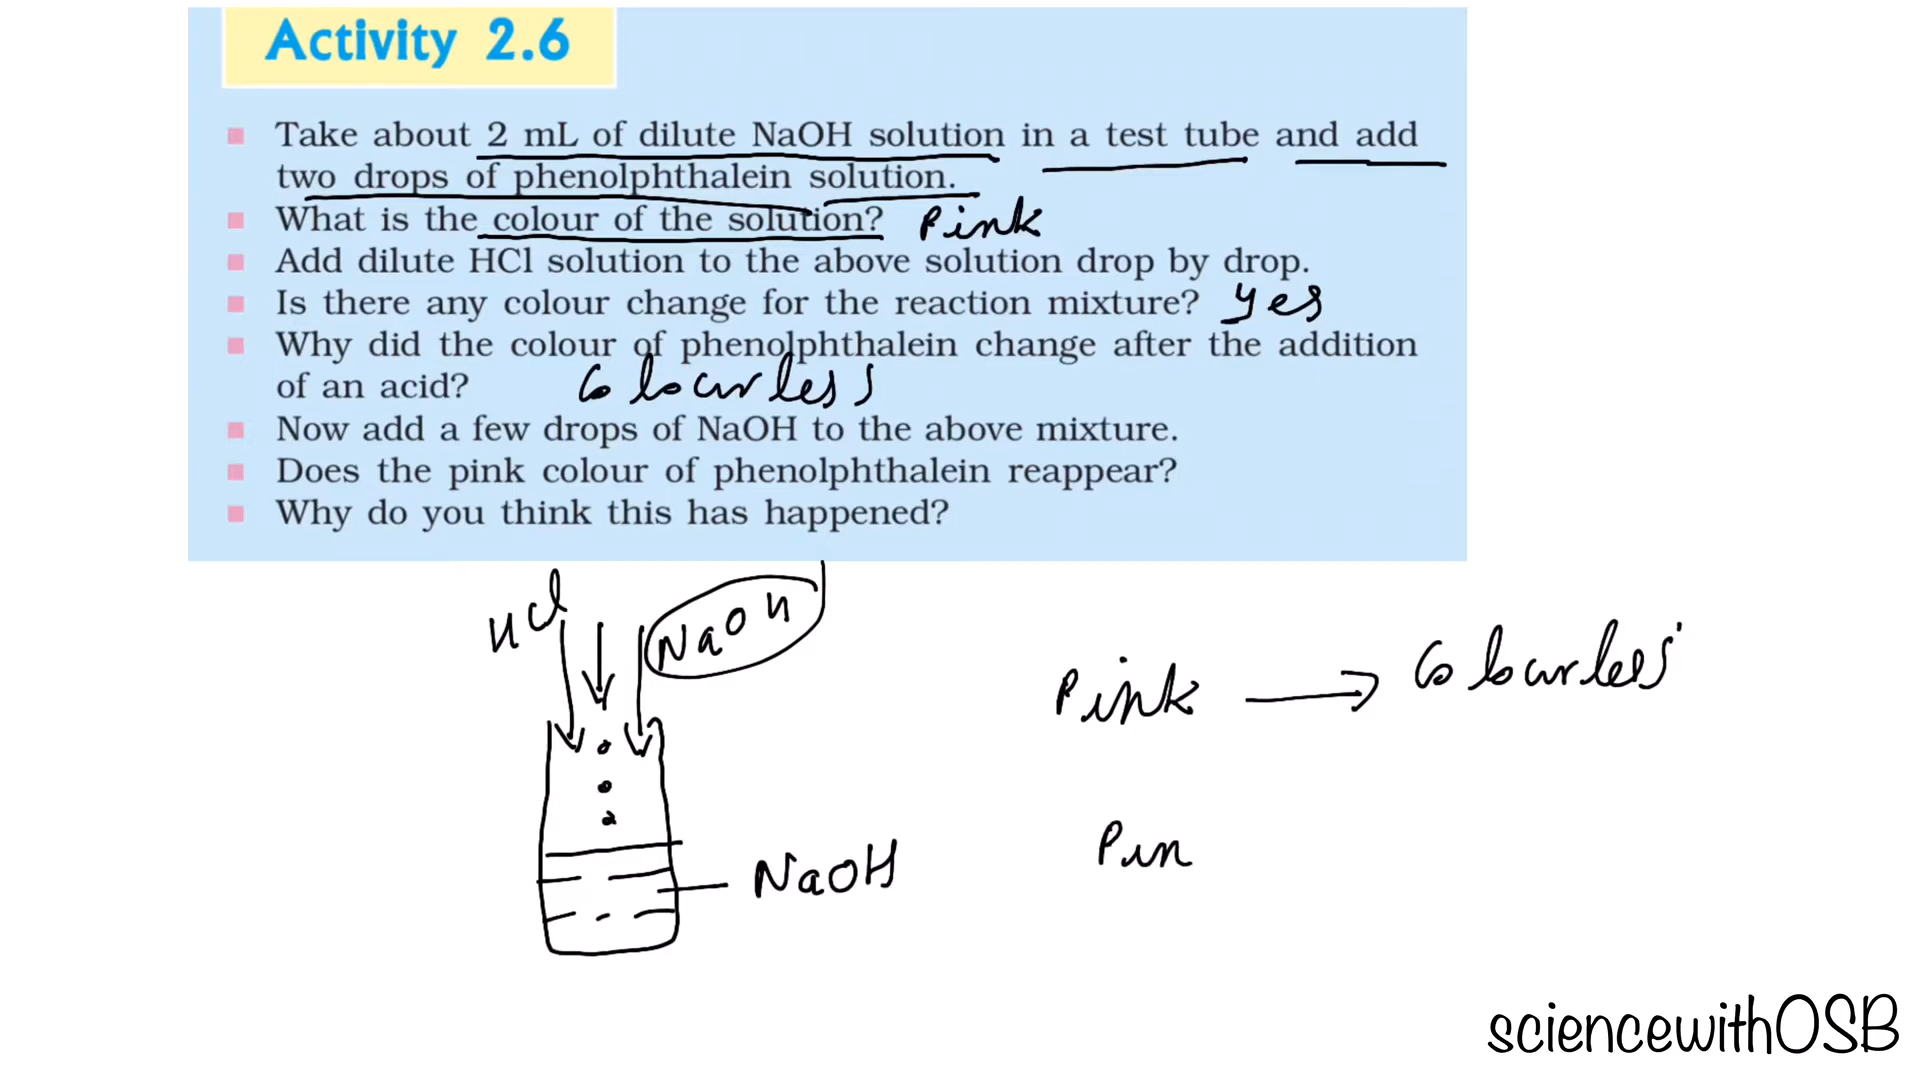 Activity 2.6
Take about 2 mL of dilute NaOH solution in a test tube and add
two drops of phenolphthalein solution.
What is the colour of the solution? Pink
Add dilute HCl solution to the above solution drop by drop.
Is there any colour change for the reaction mixture? yes
Why did the colour of phenolphthalein change after the addition
of an acid? Colourless
Now add a few drops of NaOH to the above mixture.
Does the pink colour of phenolphthalein reappear?
Why do you think this has happened?
HCl NaOH
Pink → Colourless
NaOH
Pin
sciencewithOSB